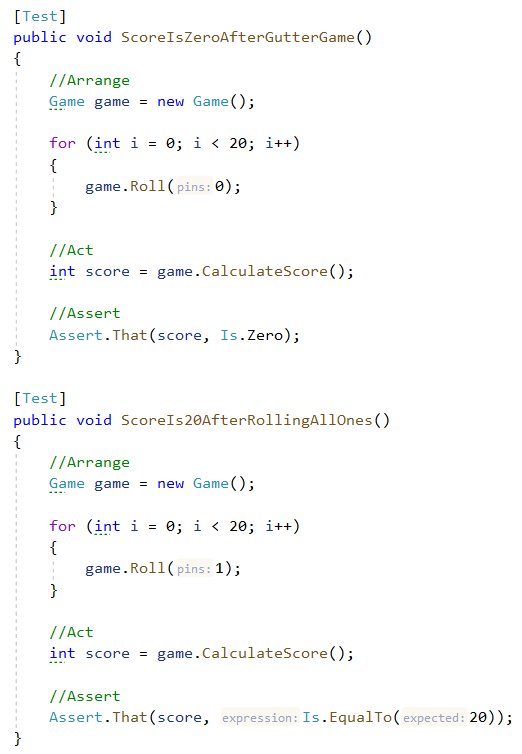 [Test]
public void ScoreIsZeroAfterGutterGame()
{
    //Arrange
    Game game = new Game();

    for (int i = 0; i < 20; i++)
    {
        game.Roll(pins: 0);
    }

    //Act
    int score = game.CalculateScore();

    //Assert
    Assert.That(score, Is.Zero);
}

[Test]
public void ScoreIs20AfterRollingAllOnes()
{
    //Arrange
    Game game = new Game();

    for (int i = 0; i < 20; i++)
    {
        game.Roll(pins: 1);
    }

    //Act
    int score = game.CalculateScore();

    //Assert
    Assert.That(score, expression: Is.EqualTo(expected: 20));
}